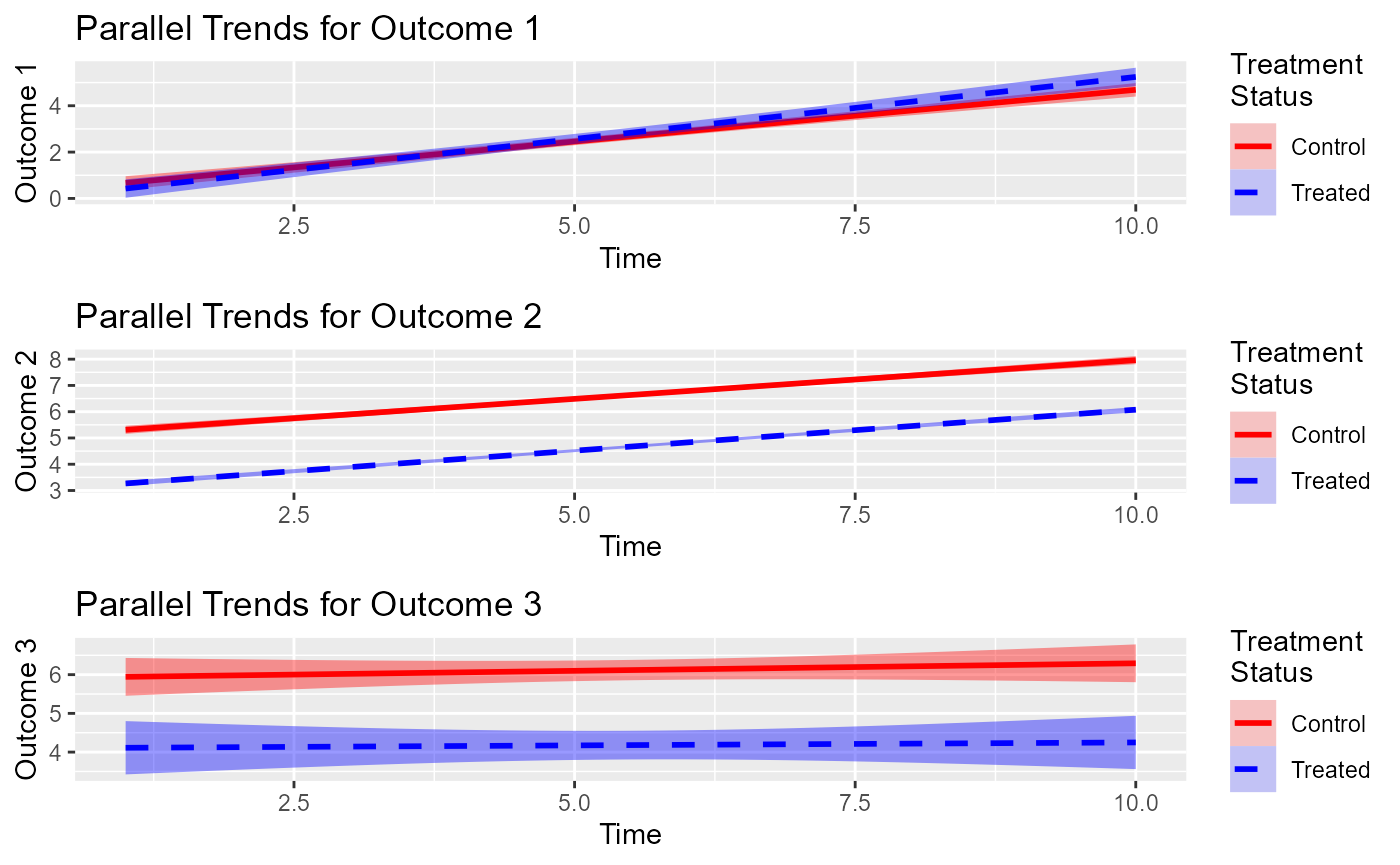 Parallel Trends for Outcome 1
Outcome 1
4
2
0
2.5
5.0
7.5
10.0
Time
Treatment
Status
Control
Treated
Parallel Trends for Outcome 2
Outcome 2
8
7
6
5
4
3
2.5
5.0
7.5
10.0
Time
Treatment
Status
Control
Treated
Parallel Trends for Outcome 3
Outcome 3
6
5
4
2.5
5.0
7.5
10.0
Time
Treatment
Status
Control
Treated